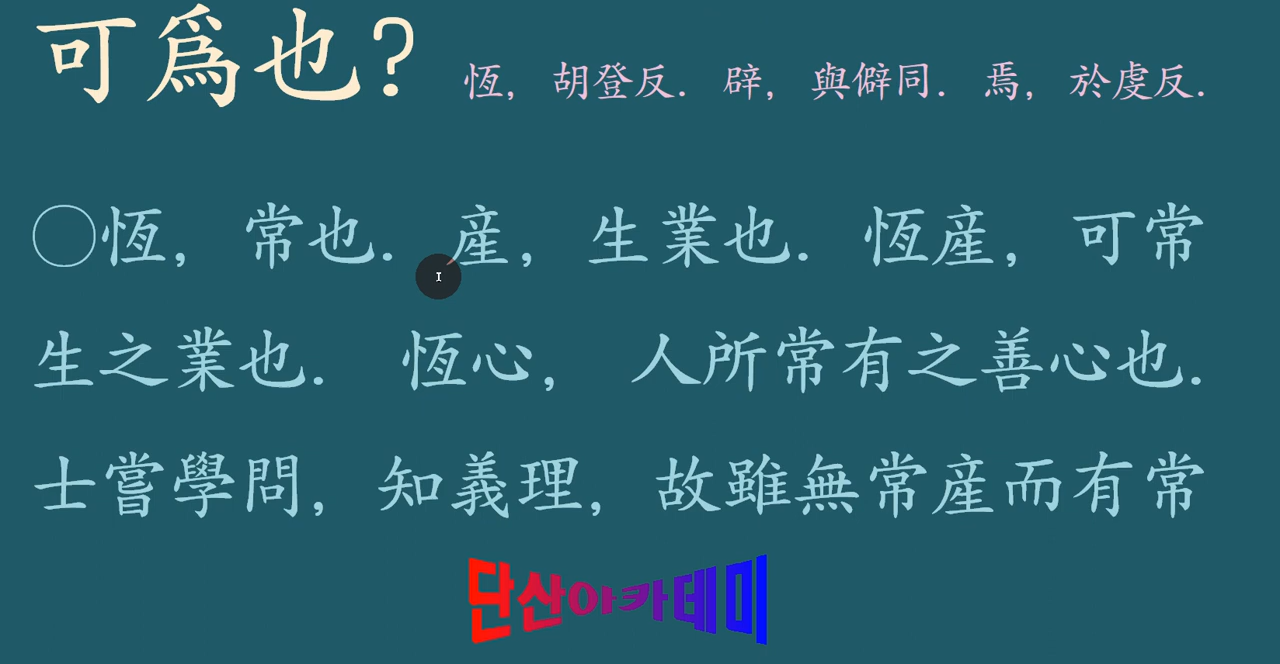 可爲也? 恆, 胡登反. 辟, 與僻同. 焉, 於虔反.
◯恆, 常也. 産, 生業也. 恆産, 可常
生之業也. 恆心, 人所常有之善心也.
士嘗學問, 知義理, 故雖無常産而有常
단산아카데미